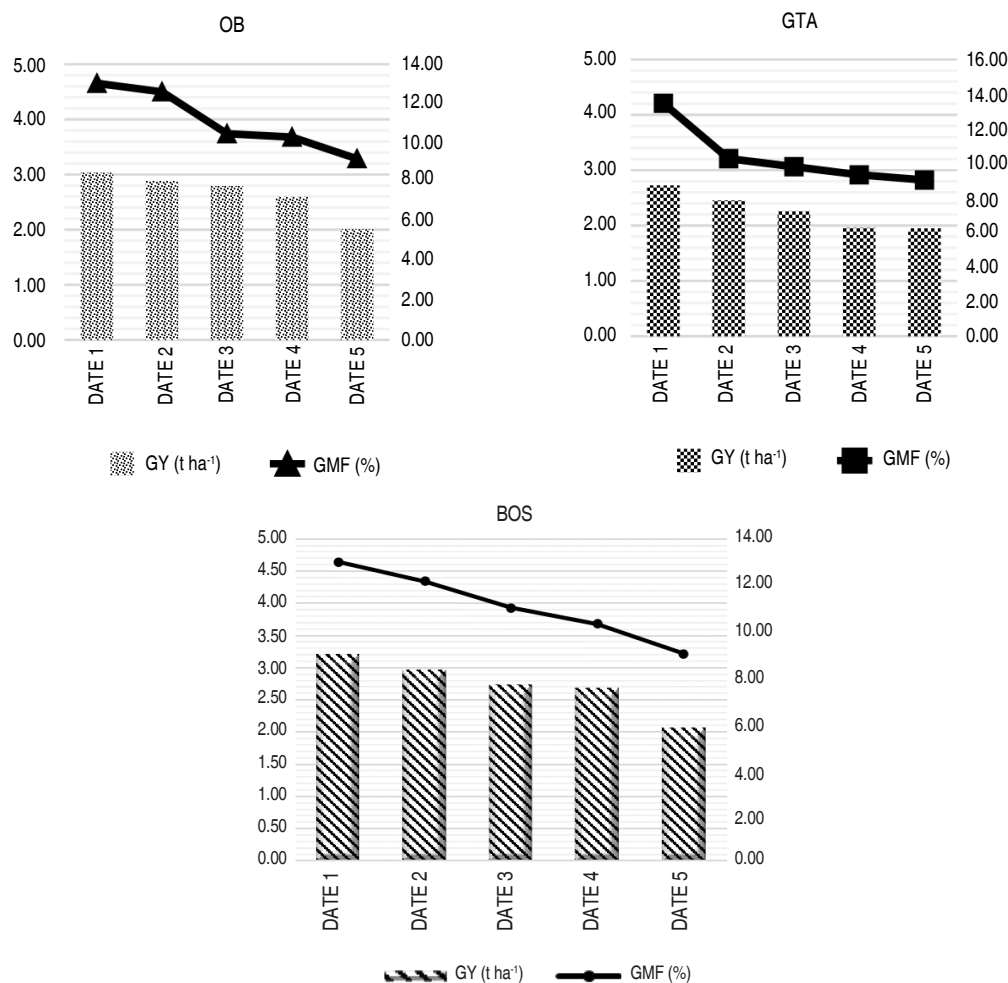 OB
5.00
4.00
3.00
2.00
1.00
0.00
14.00
12.00
10.00
8.00
6.00
4.00
2.00
0.00
DATE 1
DATE 2
DATE 3
DATE 4
DATE 5
GY (t ha⁻¹)
GMF (%)
GTA
5.00
4.00
3.00
2.00
1.00
0.00
16.00
14.00
12.00
10.00
8.00
6.00
4.00
2.00
0.00
DATE 1
DATE 2
DATE 3
DATE 4
DATE 5
GY (t ha⁻¹)
GMF (%)
BOS
5.00
4.50
4.00
3.50
3.00
2.50
2.00
1.50
1.00
0.50
0.00
14.00
12.00
10.00
8.00
6.00
4.00
2.00
0.00
DATE 1
DATE 2
DATE 3
DATE 4
DATE 5
GY (t ha⁻¹)
GMF (%)